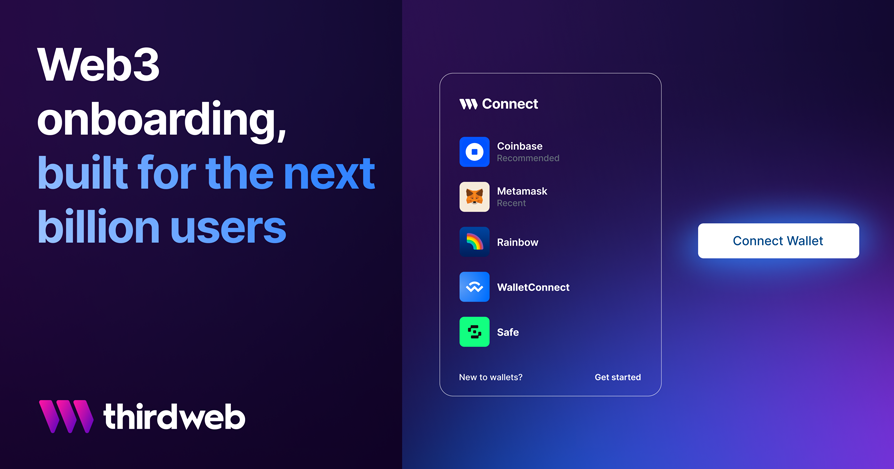 Web3
onboarding,
built for the next
billion users
thirdweb
Connect
Coinbase
Recommended
Metamask
Recent
Rainbow
WalletConnect
Safe
New to wallets? Get started
Connect Wallet